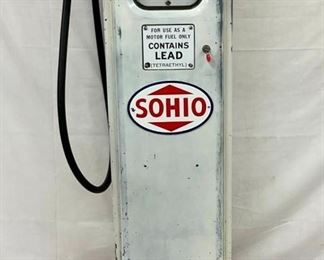 FOR USE AS A
MOTOR FUEL ONLY
CONTAINS
LEAD
(TETRAETHYL)
SOHIO